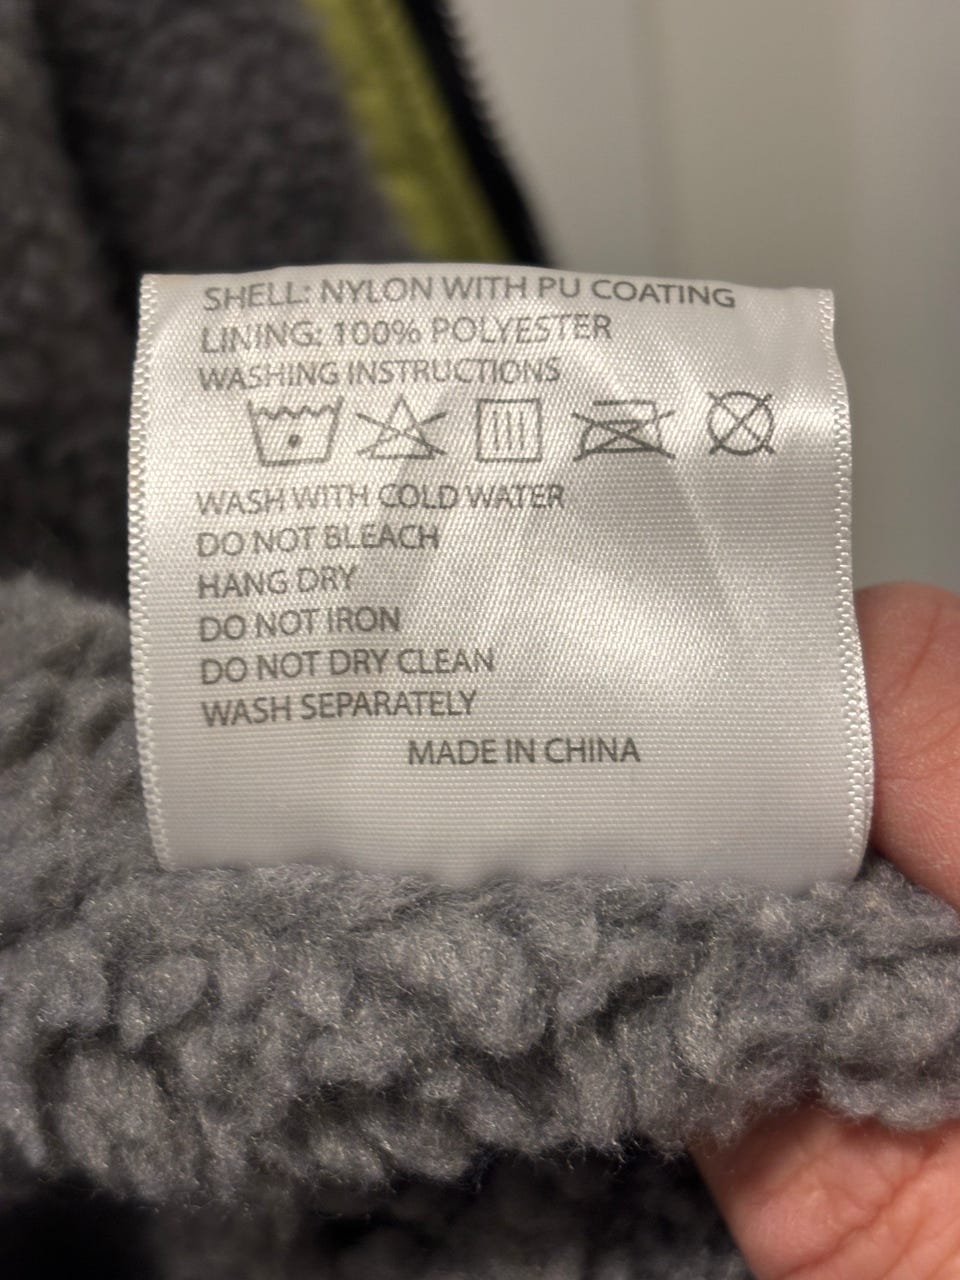 SHELL: NYLON WITH PU COATING
LINING: 100% POLYESTER
WASHING INSTRUCTIONS
WASH WITH COLD WATER
DO NOT BLEACH
HANG DRY
DO NOT IRON
DO NOT DRY CLEAN
WASH SEPARATELY
MADE IN CHINA